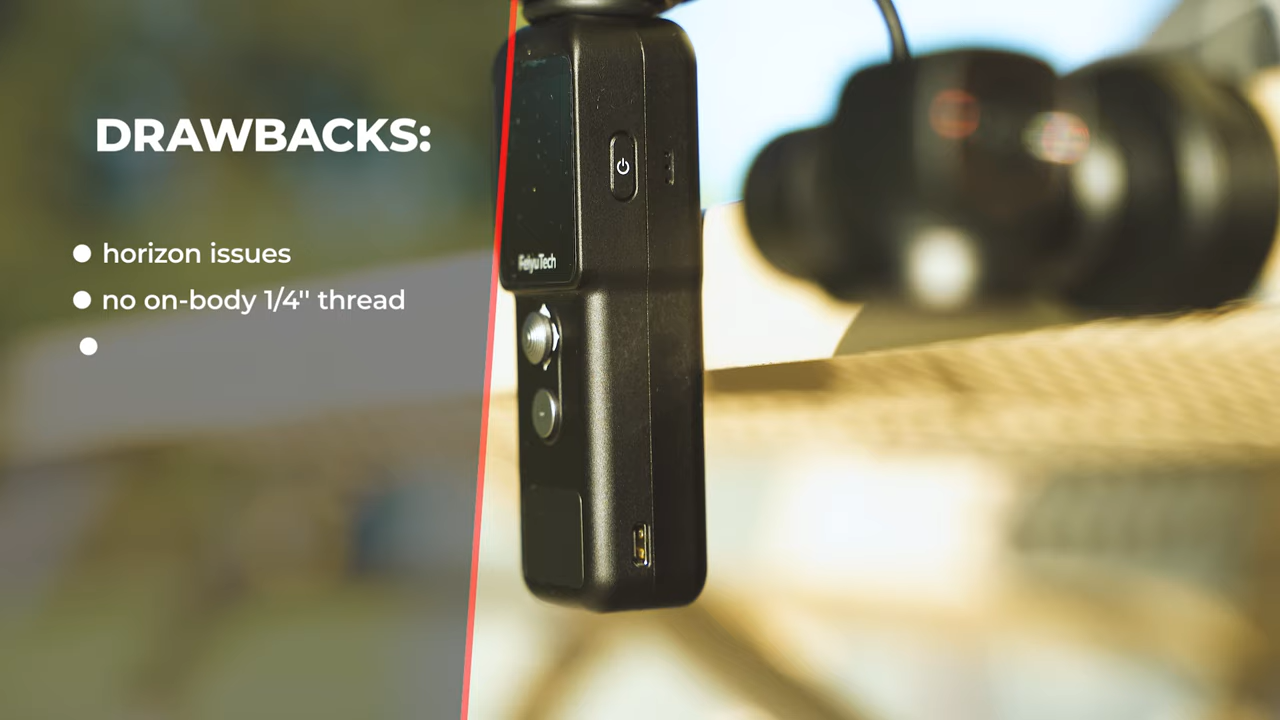 DRAWBACKS:
horizon issues
no on-body 1/4" thread
FeiyuTech